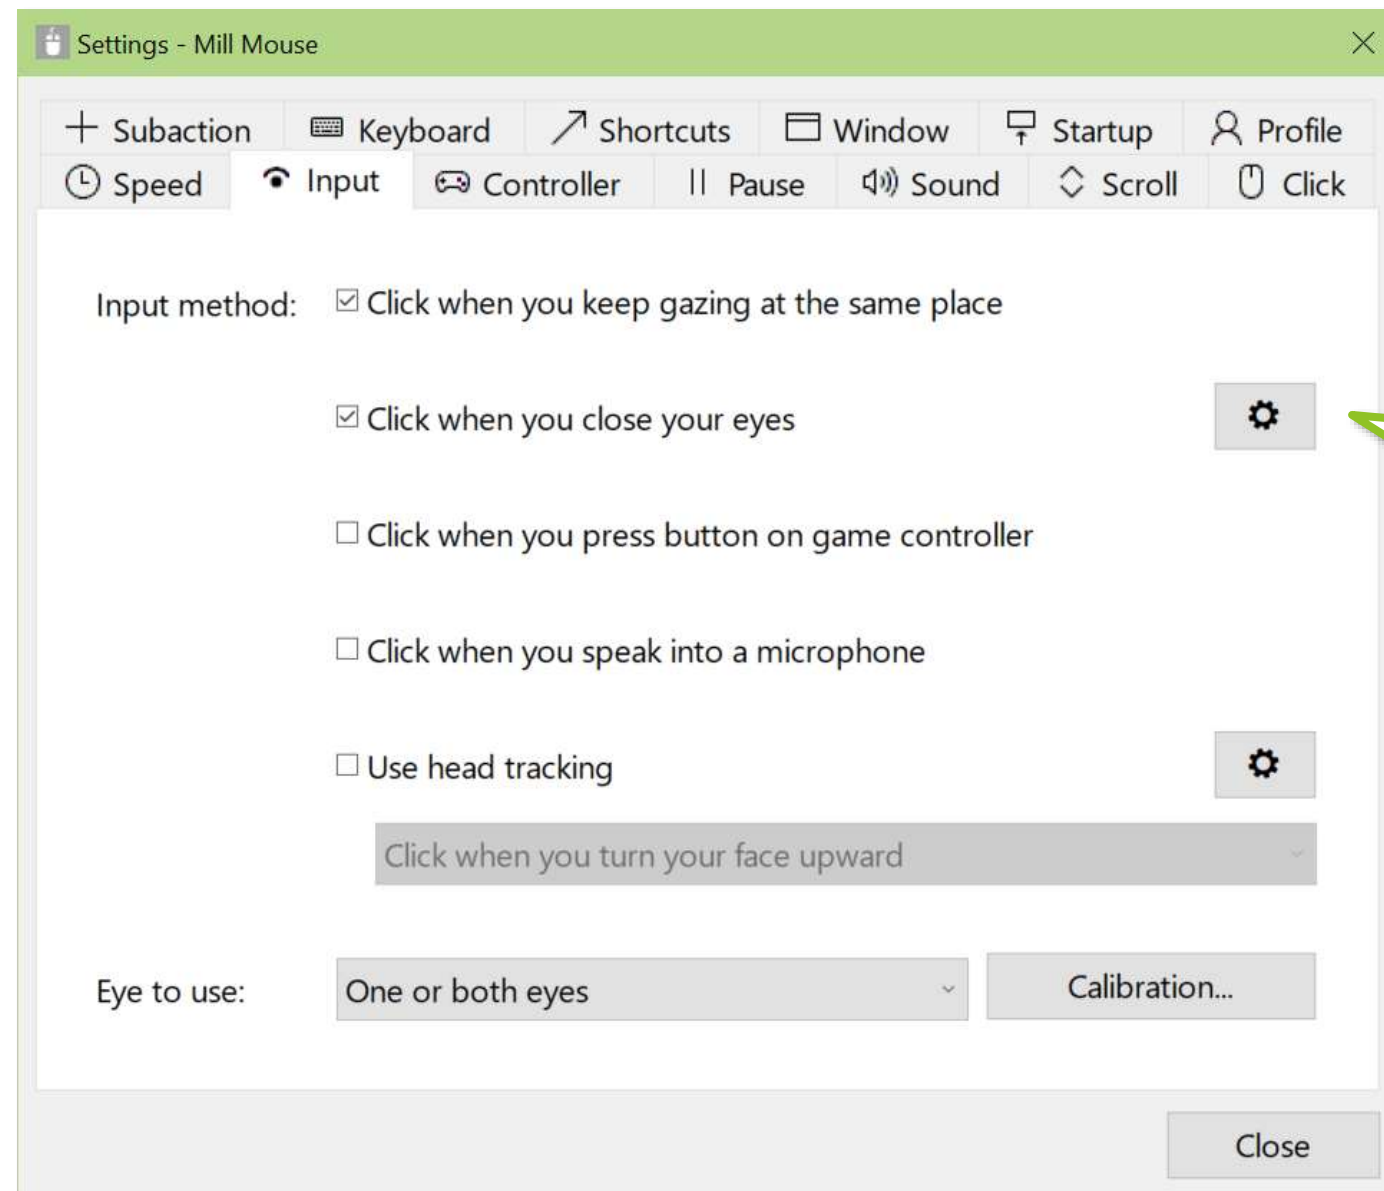 Settings - Mill Mouse
Subaction Keyboard Shortcuts Window Startup Profile
Speed Input Controller Pause Sound Scroll Click
Input method: Click when you keep gazing at the same place
Click when you close your eyes
Click when you press button on game controller
Click when you speak into a microphone
Use head tracking
Click when you turn your face upward
Eye to use: One or both eyes Calibration...
Close